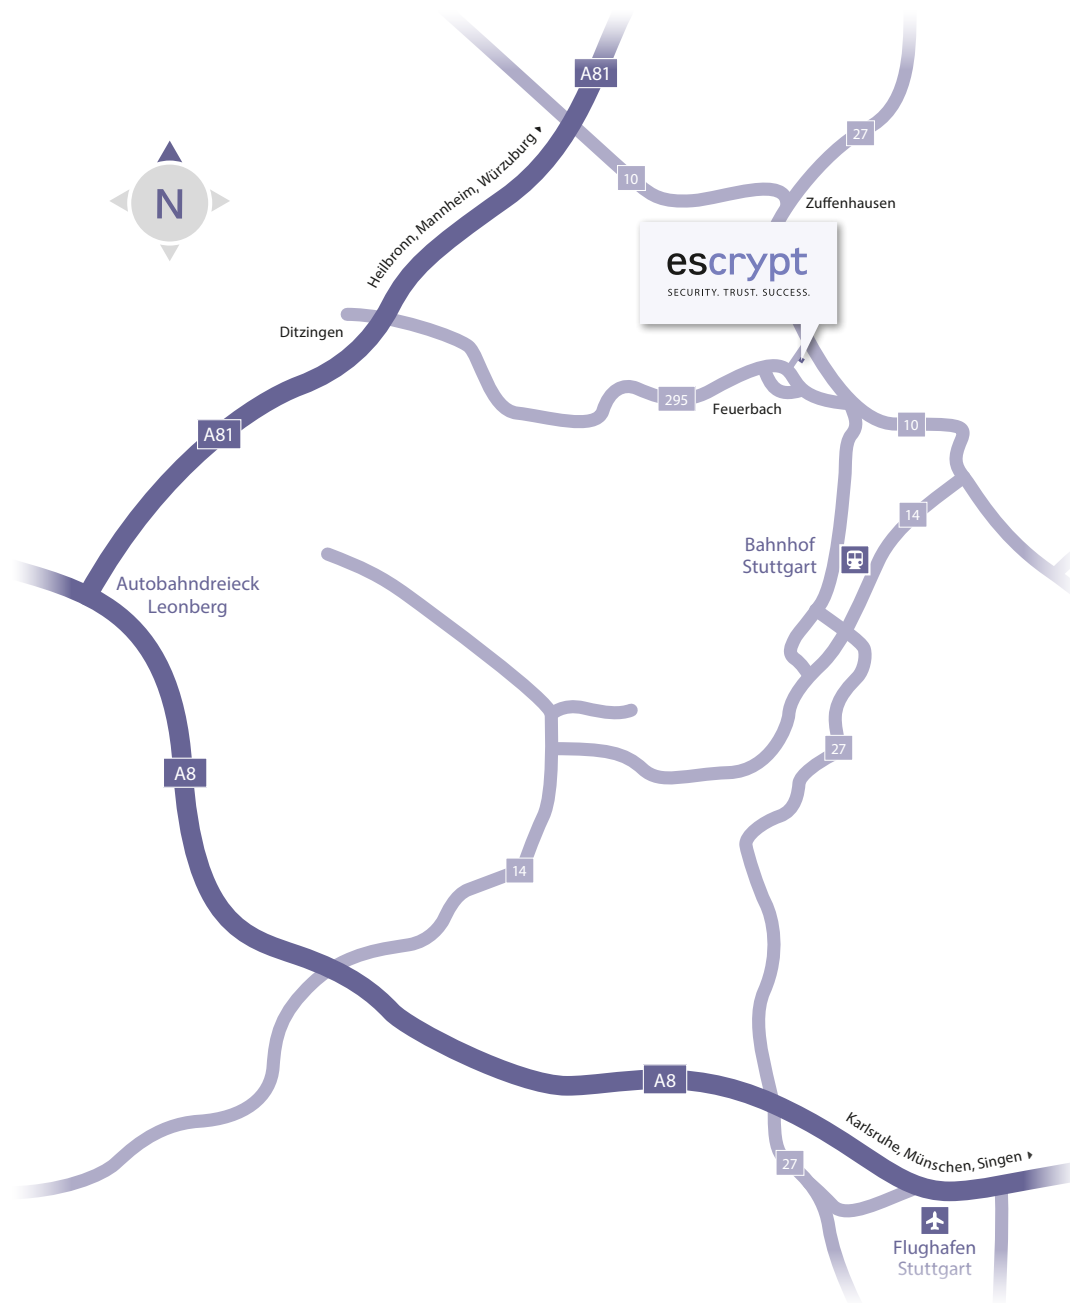 A81
27
Heilbronn, Mannheim, Würzuburg
10
N
Zuffenhausen
escrypt
SECURITY. TRUST. SUCCESS.
Ditzingen
295
Feuerbach
10
A81
14
Bahnhof
Stuttgart
Autobahndreieck
Leonberg
27
A8
14
A8
Karlsruhe, Münschen, Singen
27
Flughafen
Stuttgart